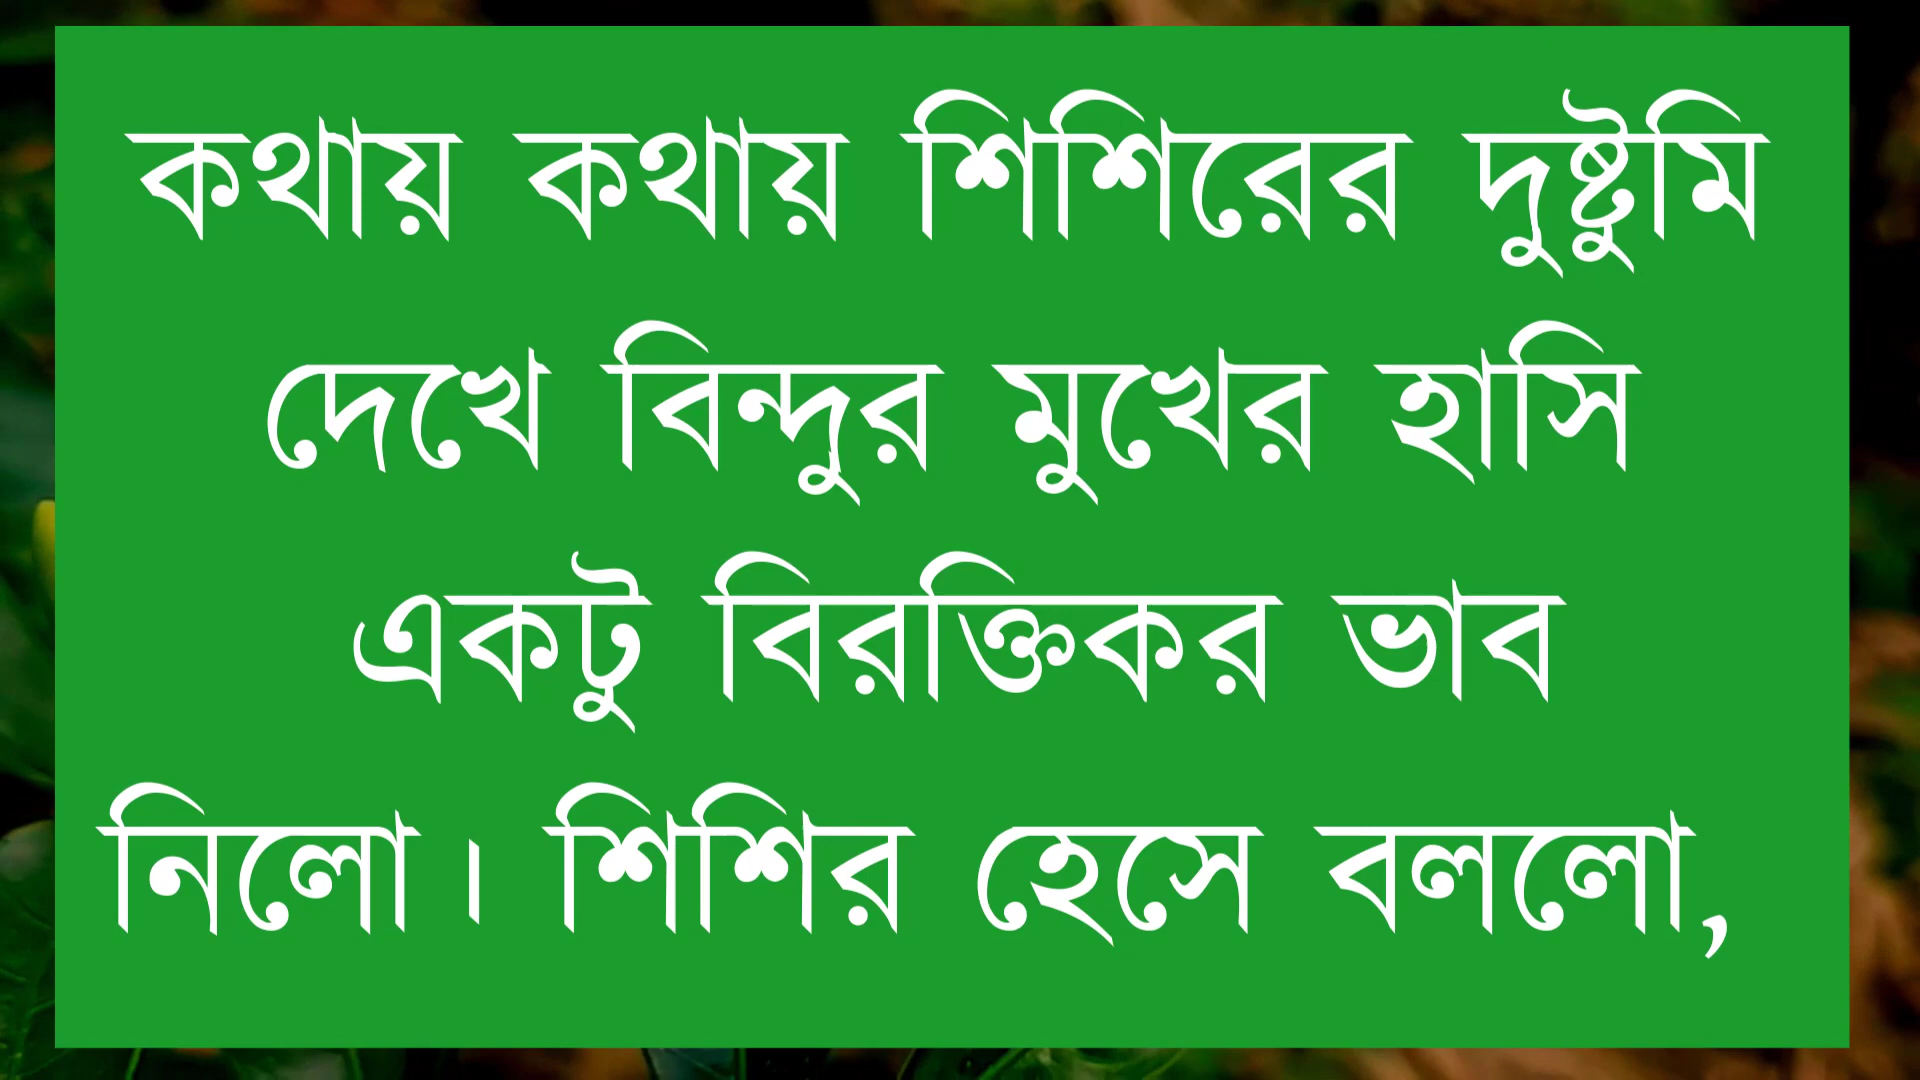 কথায় কথায় শিশিরের দুষ্টুমি
দেখে বিন্দুর মুখের হাসি
একটু বিরক্তিকর ভাব
নিলো। শিশির হেসে বললো,